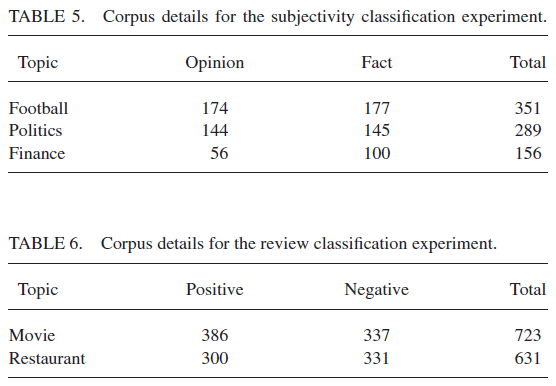 TABLE 5. Corpus details for the subjectivity classification experiment.
Topic Opinion Fact Total
Football 174 177 351
Politics 144 145 289
Finance 56 100 156
TABLE 6. Corpus details for the review classification experiment.
Topic Positive Negative Total
Movie 386 337 723
Restaurant 300 331 631